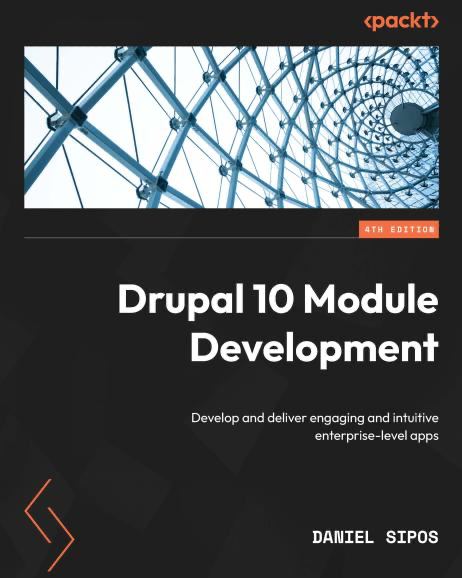 <packt>
4TH EDITION
Drupal 10 Module
Development
Develop and deliver engaging and intuitive
enterprise-level apps
DANIEL SIPOS